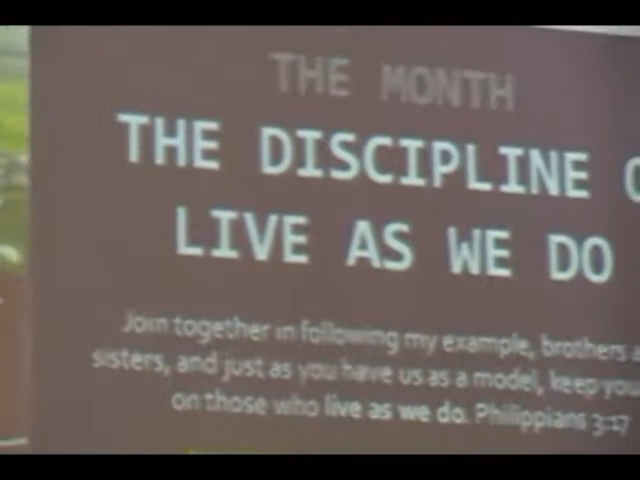 THE MONTH
THE DISCIPLINE
LIVE AS WE DO
Join together in following my example, brothers
sisters, and just as you have us as a model, keep
on those who live as we do. Philippians 3:17